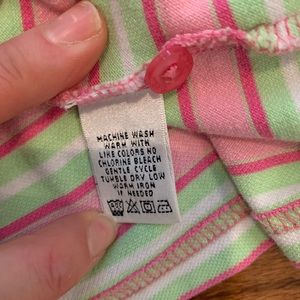 MACHINE WASH
WARM WITH
LIKE COLORS NO
CHLORINE BLEACH
GENTLE CYCLE
TUMBLE DRY LOW
WARM IRON
IF NEEDED